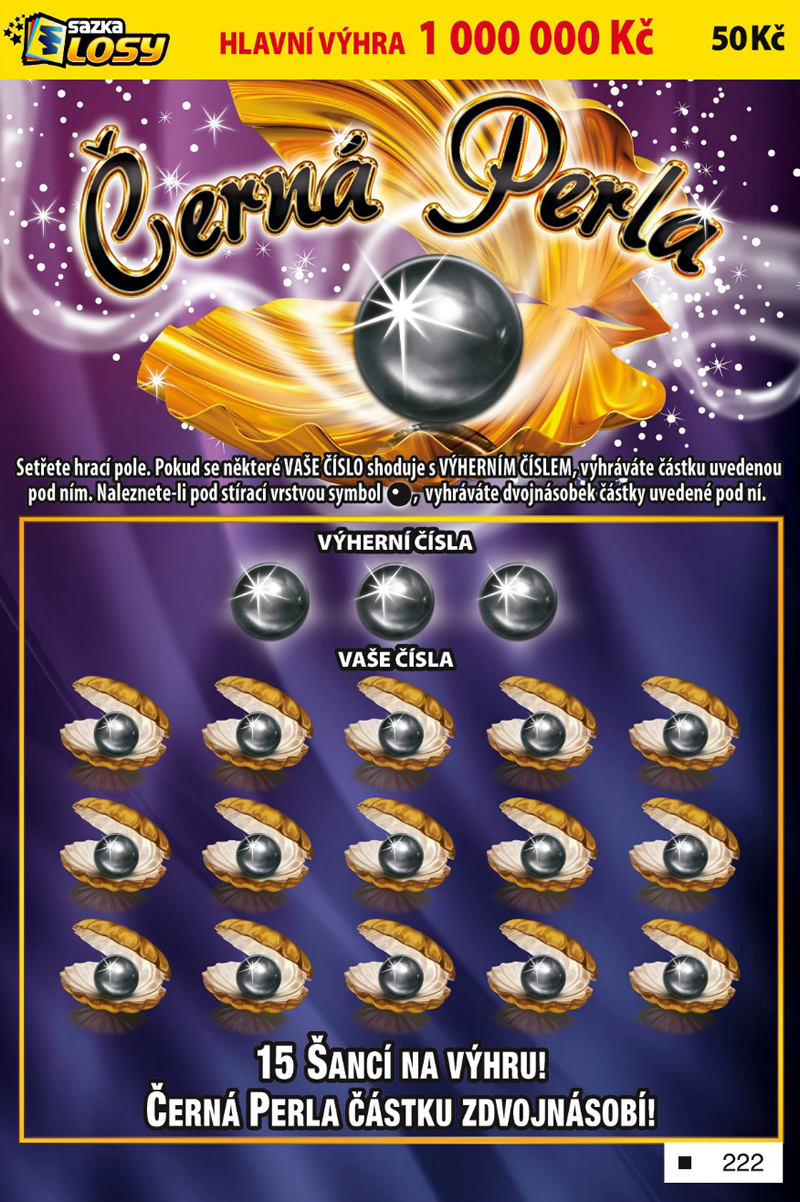 SAZKA
LOSY
HLAVNÍ VÝHRA 1 000 000 Kč
50 Kč
Černá Perla
Setřete hrací pole. Pokud se některé VAŠE ČÍSLO shoduje s VÝHERNÍM ČÍSLEM, vyhráváte částku uvedenou
pod ním. Naleznete-li pod stírací vrstvou symbol , vyhráváte dvojnásobek částky uvedené pod ní.
VÝHERNÍ ČÍSLA
VAŠE ČÍSLA
15 ŠANCÍ NA VÝHRU!
ČERNÁ PERLA ČÁSTKU ZDVOJNÁSOBÍ!
222